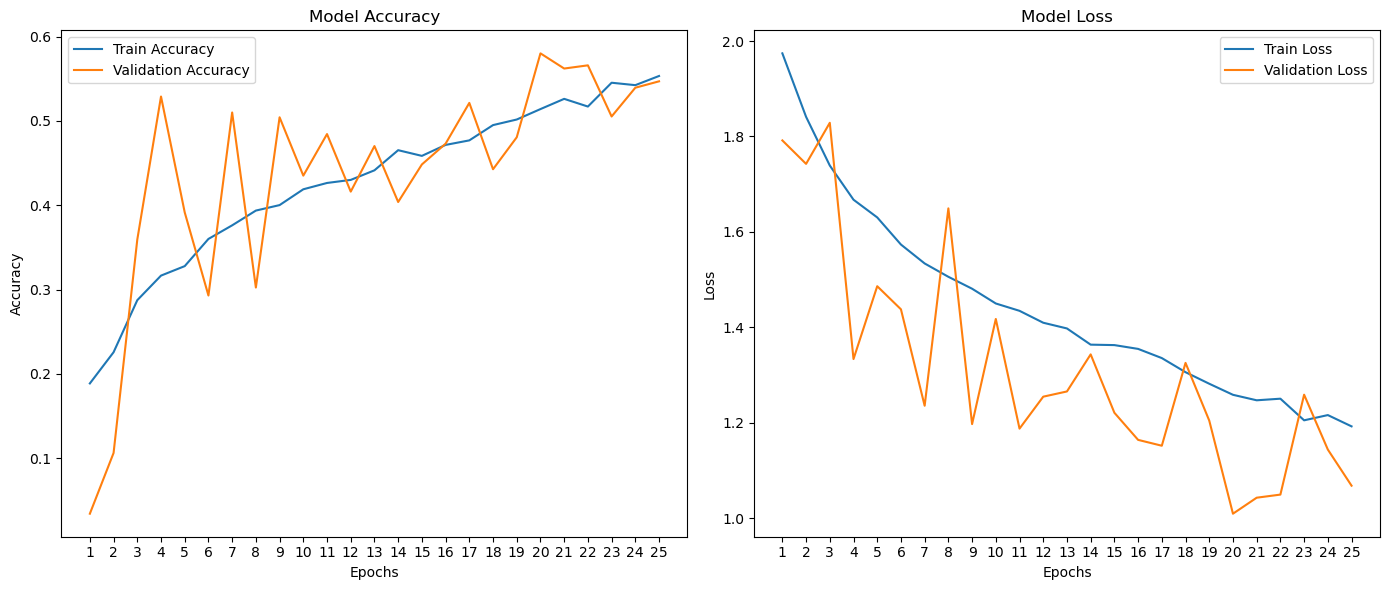 Model Accuracy
Train Accuracy
Validation Accuracy
0.6
0.5
0.4
0.3
0.2
0.1
Accuracy
1 2 3 4 5 6 7 8 9 10 11 12 13 14 15 16 17 18 19 20 21 22 23 24 25
Epochs
Model Loss
Train Loss
Validation Loss
2.0
1.8
1.6
1.4
1.2
1.0
Loss
1 2 3 4 5 6 7 8 9 10 11 12 13 14 15 16 17 18 19 20 21 22 23 24 25
Epochs